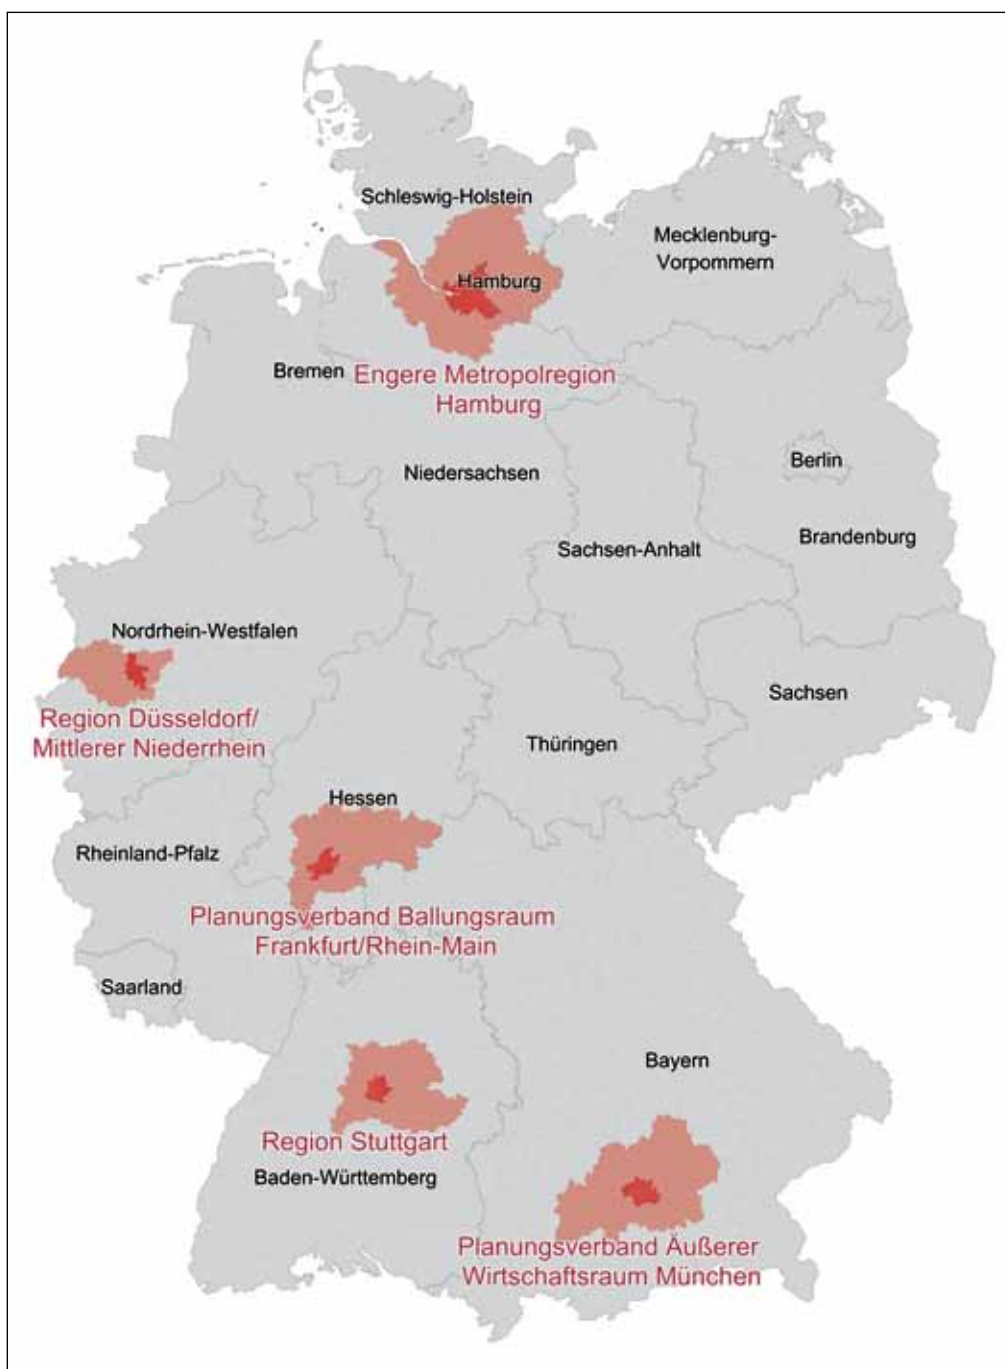 Schleswig-Holstein
Mecklenburg-
Vorpommern
Hamburg
Bremen
Engere Metropolregion
Hamburg
Berlin
Niedersachsen
Brandenburg
Sachsen-Anhalt
Nordrhein-Westfalen
Sachsen
Region Düsseldorf/
Mittlerer Niederrhein
Thüringen
Hessen
Rheinland-Pfalz
Planungsverband Ballungsraum
Frankfurt/Rhein-Main
Saarland
Bayern
Region Stuttgart
Baden-Württemberg
Planungsverband Äußerer
Wirtschaftsraum München